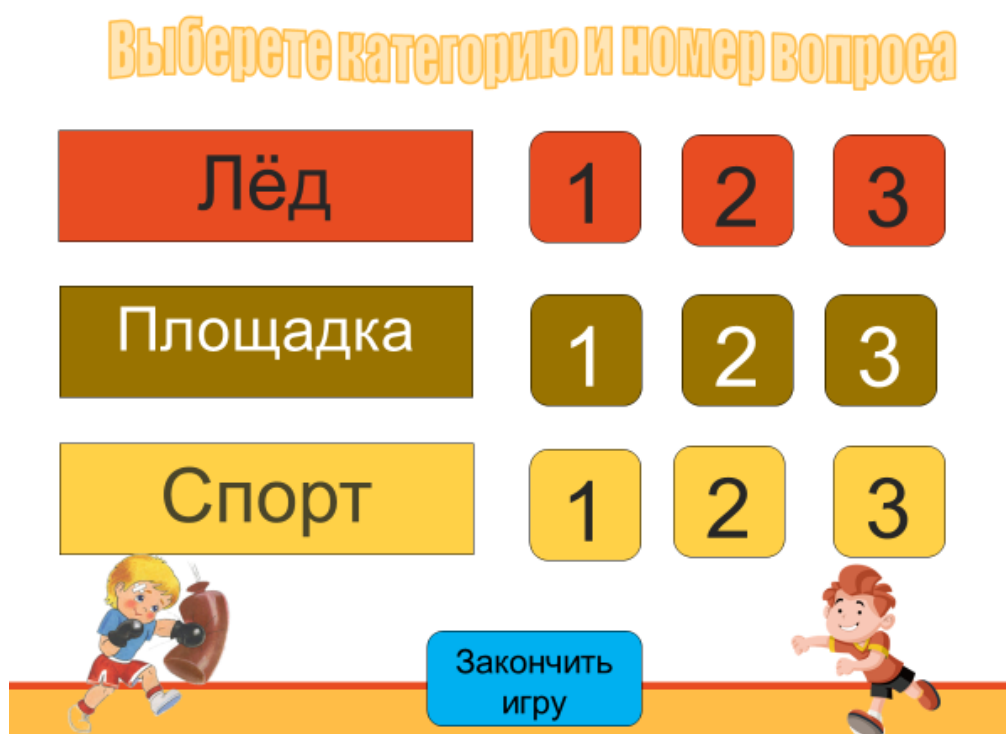 Выберете категорию и номер вопроса
Лёд 1 2 3
Площадка 1 2 3
Спорт 1 2 3
Закончить
игру